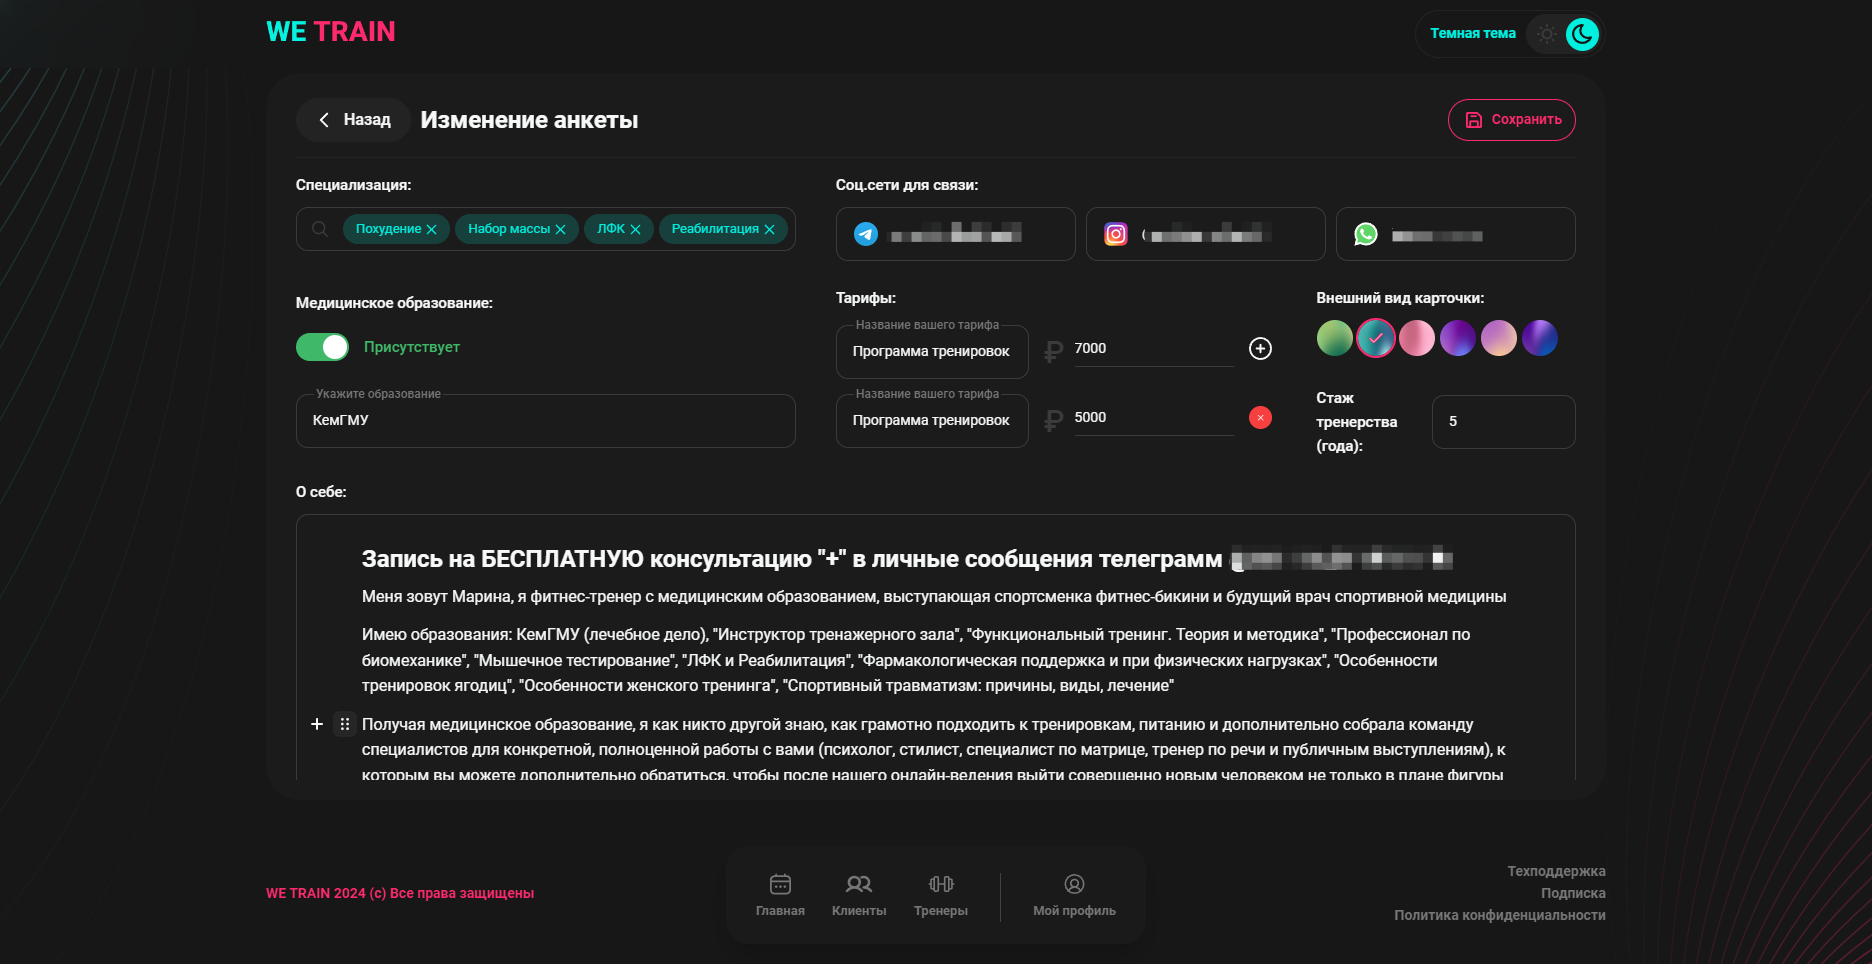 WE TRAIN
Темная тема
Назад
Изменение анкеты
Сохранить
Специализация:
Похудение
Набор массы
ЛФК
Реабилитация
Соц.сети для связи:
Медицинское образование:
Присутствует
Укажите образование
КемГМУ
Тарифы:
Название вашего тарифа
Программа тренировок
₽ 7000
Название вашего тарифа
Программа тренировок
₽ 5000
Внешний вид карточки:
Стаж
тренерства
(года):
5
О себе:
Запись на БЕСПЛАТНУЮ консультацию "+" в личные сообщения телеграмм
Меня зовут Марина, я фитнес-тренер с медицинским образованием, выступающая спортсменка фитнес-бикини и будущий врач спортивной медицины
Имею образования: КемГМУ (лечебное дело), "Инструктор тренажерного зала", "Функциональный тренинг. Теория и методика", "Профессионал по
биомеханике", "Мышечное тестирование", "ЛФК и Реабилитация", "Фармакологическая поддержка и при физических нагрузках", "Особенности
тренировок ягодиц", "Особенности женского тренинга", "Спортивный травматизм: причины, виды, лечение"
Получая медицинское образование, я как никто другой знаю, как грамотно подходить к тренировкам, питанию и дополнительно собрала команду
специалистов для конкретной, полноценной работы с вами (психолог, стилист, специалист по матрице, тренер по речи и публичным выступлениям), к
которым вы можете дополнительно обратиться, чтобы после нашего онлайн-ведения выйти совершенно новым человеком не только в плане фигуры
WE TRAIN 2024 (c) Все права защищены
Главная
Клиенты
Тренеры
Мой профиль
Техподдержка
Подписка
Политика конфиденциальности